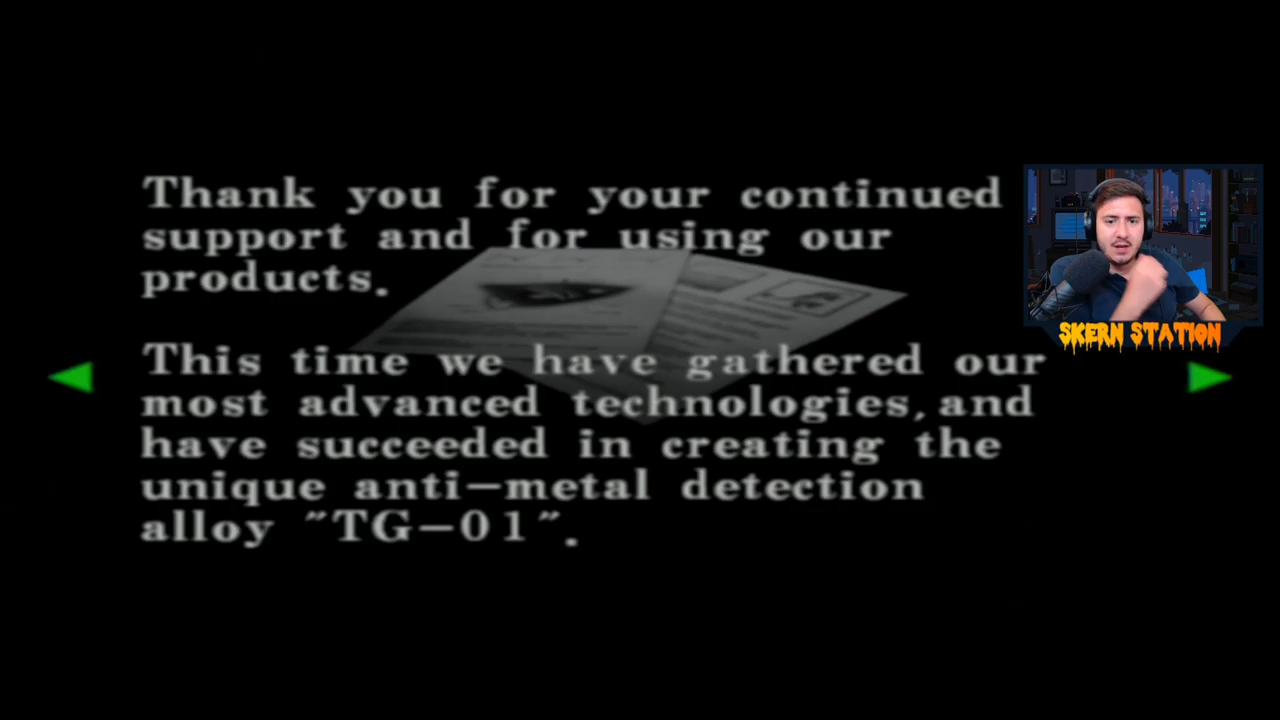 Thank you for your continued
support and for using our
products.
This time we have gathered our
most advanced technologies, and
have succeeded in creating the
unique anti-metal detection
alloy "TG-01".
SKERN STATION